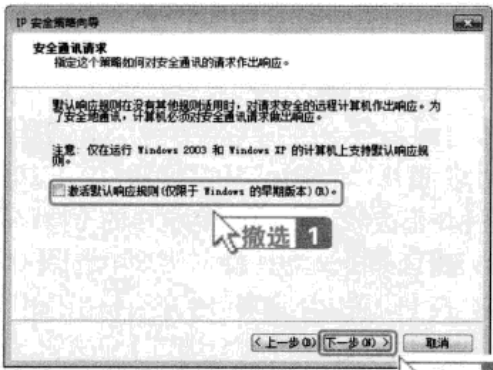 IP 安全策略向导
安全通讯请求
指定这个策略如何对安全通讯的请求作出响应。
默认响应规则在没有其他规则适用时，对请求安全的远程计算机作出响应。为
了安全地通讯，计算机必须对安全通讯请求做出响应。
注意: 仅在运行 Windows 2003 和 Windows XP 的计算机上支持默认响应规
则。
激活默认响应规则(仅限于 Windows 的早期版本)(R)。
撤选 1
<上一步(B) 下一步(N) > 取消